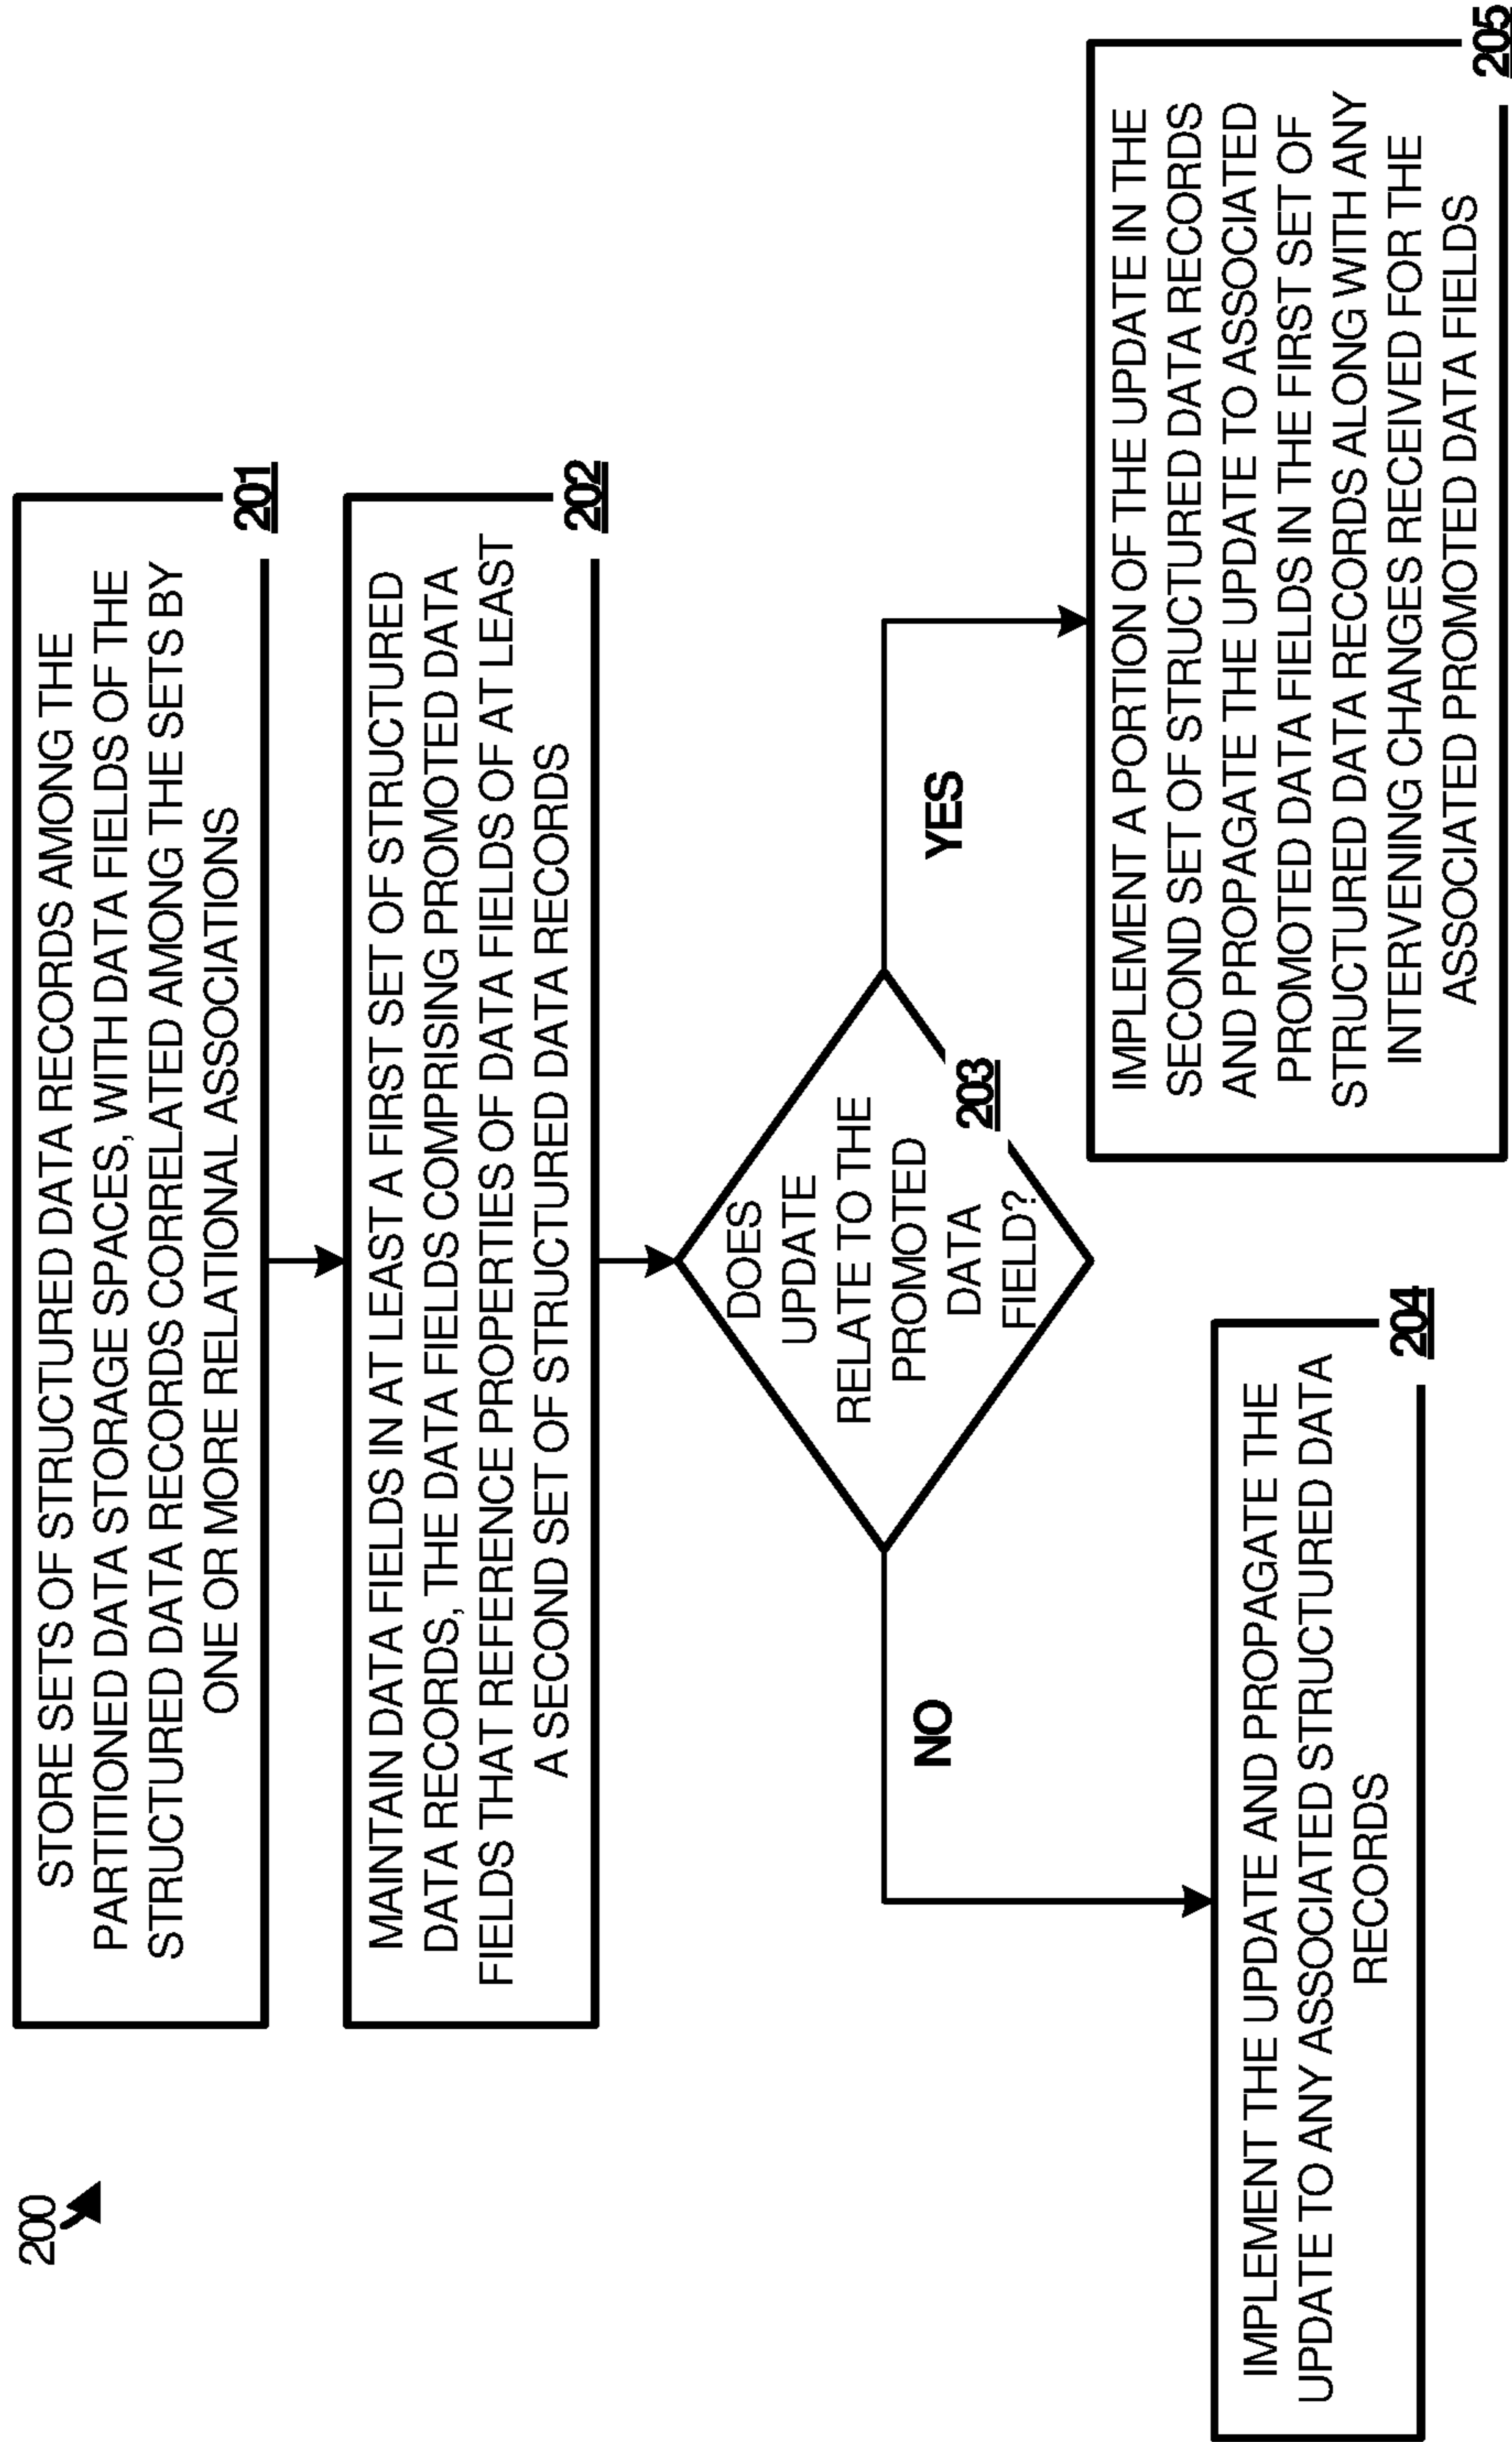 200
STORE SETS OF STRUCTURED DATA RECORDS AMONG THE
PARTITIONED DATA STORAGE SPACES, WITH DATA FIELDS OF THE
STRUCTURED DATA RECORDS CORRELATED AMONG THE SETS BY
ONE OR MORE RELATIONAL ASSOCIATIONS
201
MAINTAIN DATA FIELDS IN AT LEAST A FIRST SET OF STRUCTURED
DATA RECORDS, THE DATA FIELDS COMPRISING PROMOTED DATA
FIELDS THAT REFERENCE PROPERTIES OF DATA FIELDS OF AT LEAST
A SECOND SET OF STRUCTURED DATA RECORDS
202
DOES
UPDATE
RELATE TO THE
PROMOTED
DATA
FIELD?
203
NO
YES
IMPLEMENT THE UPDATE AND PROPAGATE THE
UPDATE TO ANY ASSOCIATED STRUCTURED DATA
RECORDS
204
IMPLEMENT A PORTION OF THE UPDATE IN THE
SECOND SET OF STRUCTURED DATA RECORDS
AND PROPAGATE THE UPDATE TO ASSOCIATED
PROMOTED DATA FIELDS IN THE FIRST SET OF
STRUCTURED DATA RECORDS ALONG WITH ANY
INTERVENING CHANGES RECEIVED FOR THE
ASSOCIATED PROMOTED DATA FIELDS
205